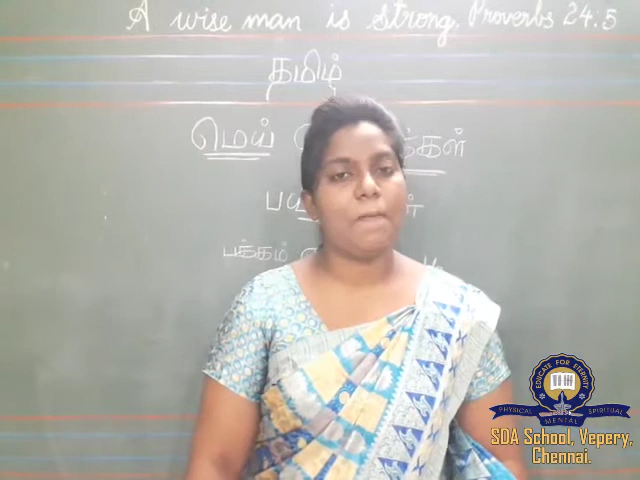 A wise man is strong. Proverbs 24:5
தமிழ்
மெய்
பக்கம்
EDUCATE FOR ETERNITY
PHYSICAL MENTAL SPIRITUAL
SDA School, Vepery,
Chennai.